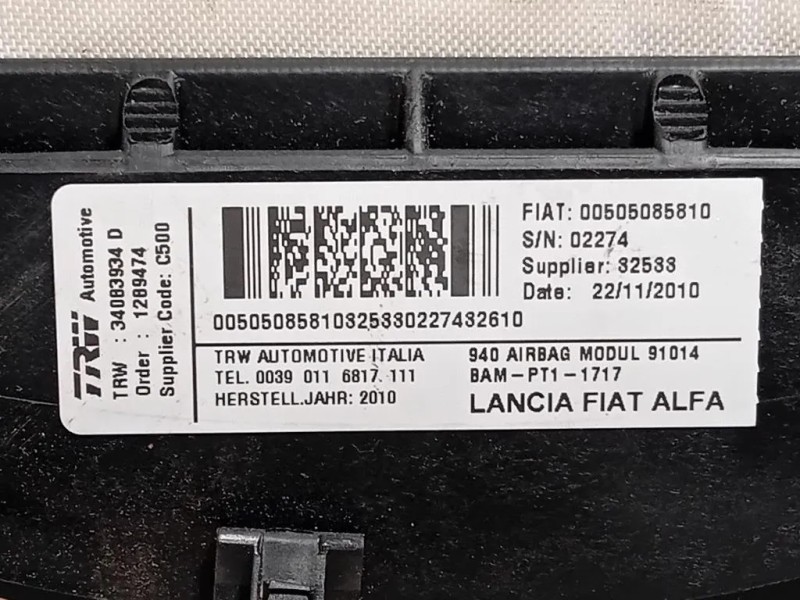 TRW Automotive
TRW : 34083934 D
Order : 1289474
Supplier Code: C500
FIAT: 00505085810
S/N: 02274
Supplier: 32533
Date: 22/11/2010
00505085810325330227432610
TRW AUTOMOTIVE ITALIA
TEL. 0039 011 6817. 111
HERSTELL.JAHR: 2010
940 AIRBAG MODUL 91014
BAM-PT1-1717
LANCIA FIAT ALFA